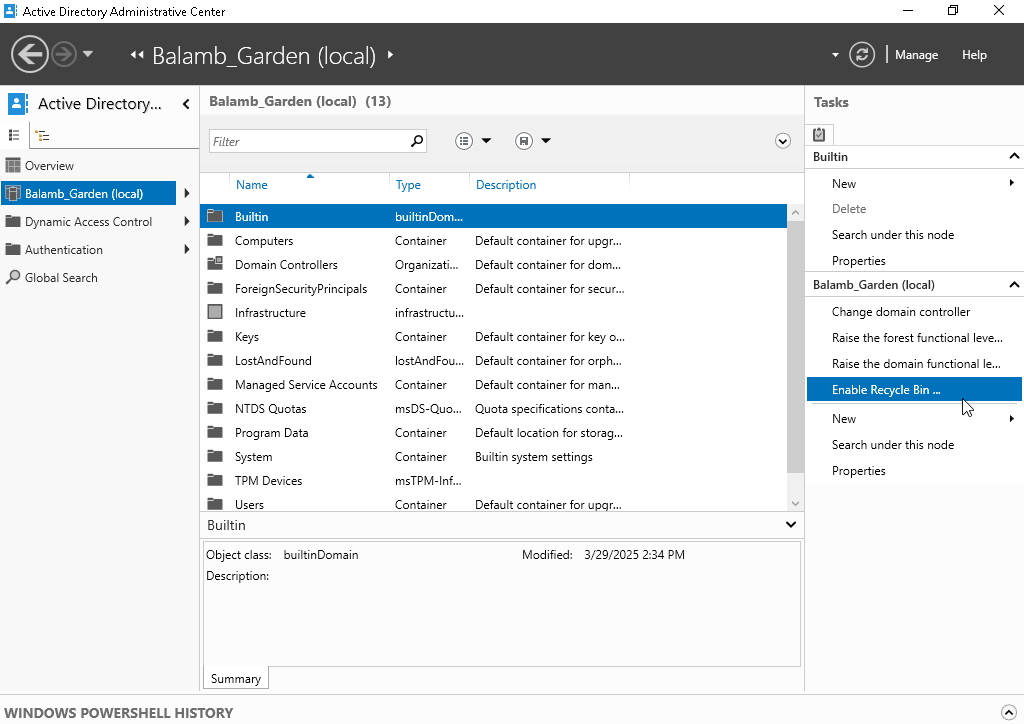 Active Directory Administrative Center
Balamb_Garden (local)
Manage
Help
Active Directory...
Overview
Balamb_Garden (local)
Dynamic Access Control
Authentication
Global Search
Balamb_Garden (local) (13)
Filter
Name Type Description
Builtin builtinDom...
Computers Container Default container for upgr...
Domain Controllers Organizati... Default container for dom...
ForeignSecurityPrincipals Container Default container for secur...
Infrastructure infrastructu...
Keys Container Default container for key o...
LostAndFound lostAndFou... Default container for orph...
Managed Service Accounts Container Default container for man...
NTDS Quotas msDS-Quo... Quota specifications conta...
Program Data Container Default location for storag...
System Container Builtin system settings
TPM Devices msTPM-Inf...
Users Container Default container for upgr...
Builtin
Object class: builtinDomain Modified: 3/29/2025 2:34 PM
Description:
Summary
Tasks
Builtin
New
Delete
Search under this node
Properties
Balamb_Garden (local)
Change domain controller
Raise the forest functional leve...
Raise the domain functional le...
Enable Recycle Bin ...
New
Search under this node
Properties
WINDOWS POWERSHELL HISTORY